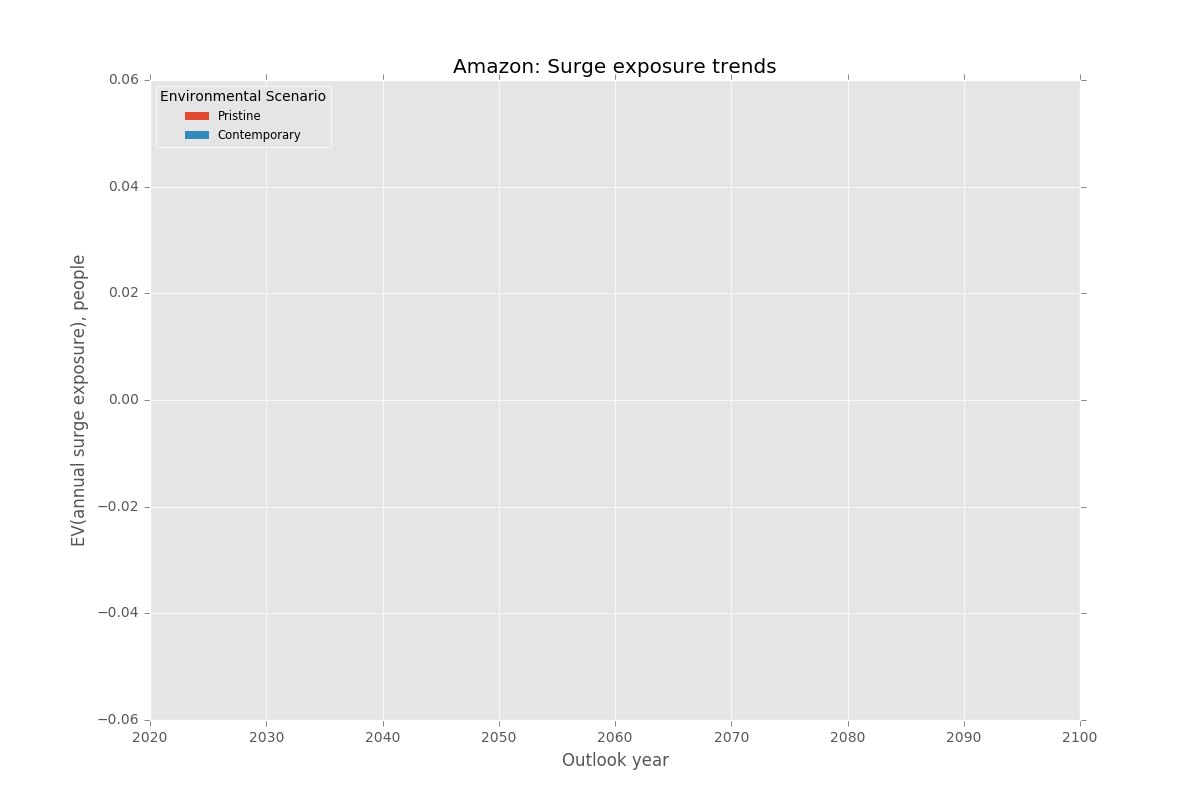 Amazon: Surge exposure trends
Environmental Scenario
Pristine
Contemporary
EV(annual surge exposure), people
0.06
0.04
0.02
0.00
−0.02
−0.04
−0.06
2020 2030 2040 2050 2060 2070 2080 2090 2100
Outlook year